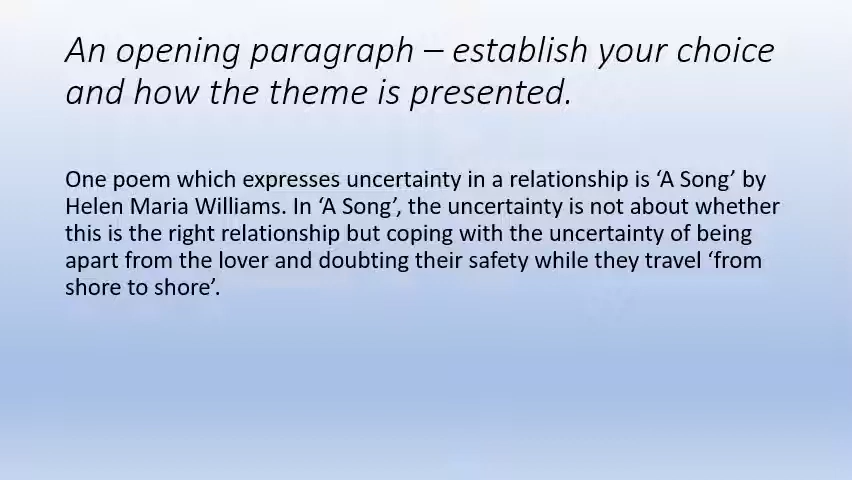 An opening paragraph – establish your choice
and how the theme is presented.
One poem which expresses uncertainty in a relationship is ‘A Song’ by
Helen Maria Williams. In ‘A Song’, the uncertainty is not about whether
this is the right relationship but coping with the uncertainty of being
apart from the lover and doubting their safety while they travel ‘from
shore to shore’.